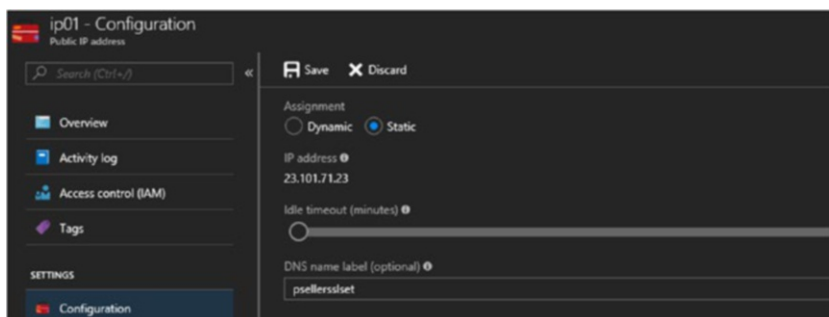 ip01 - Configuration
Public IP address
Search (Ctrl+/)
«
Save Discard
Overview
Activity log
Access control (IAM)
Tags
SETTINGS
Configuration
Assignment
Dynamic Static
IP address
23.101.71.23
Idle timeout (minutes)
DNS name label (optional)
psellersslset